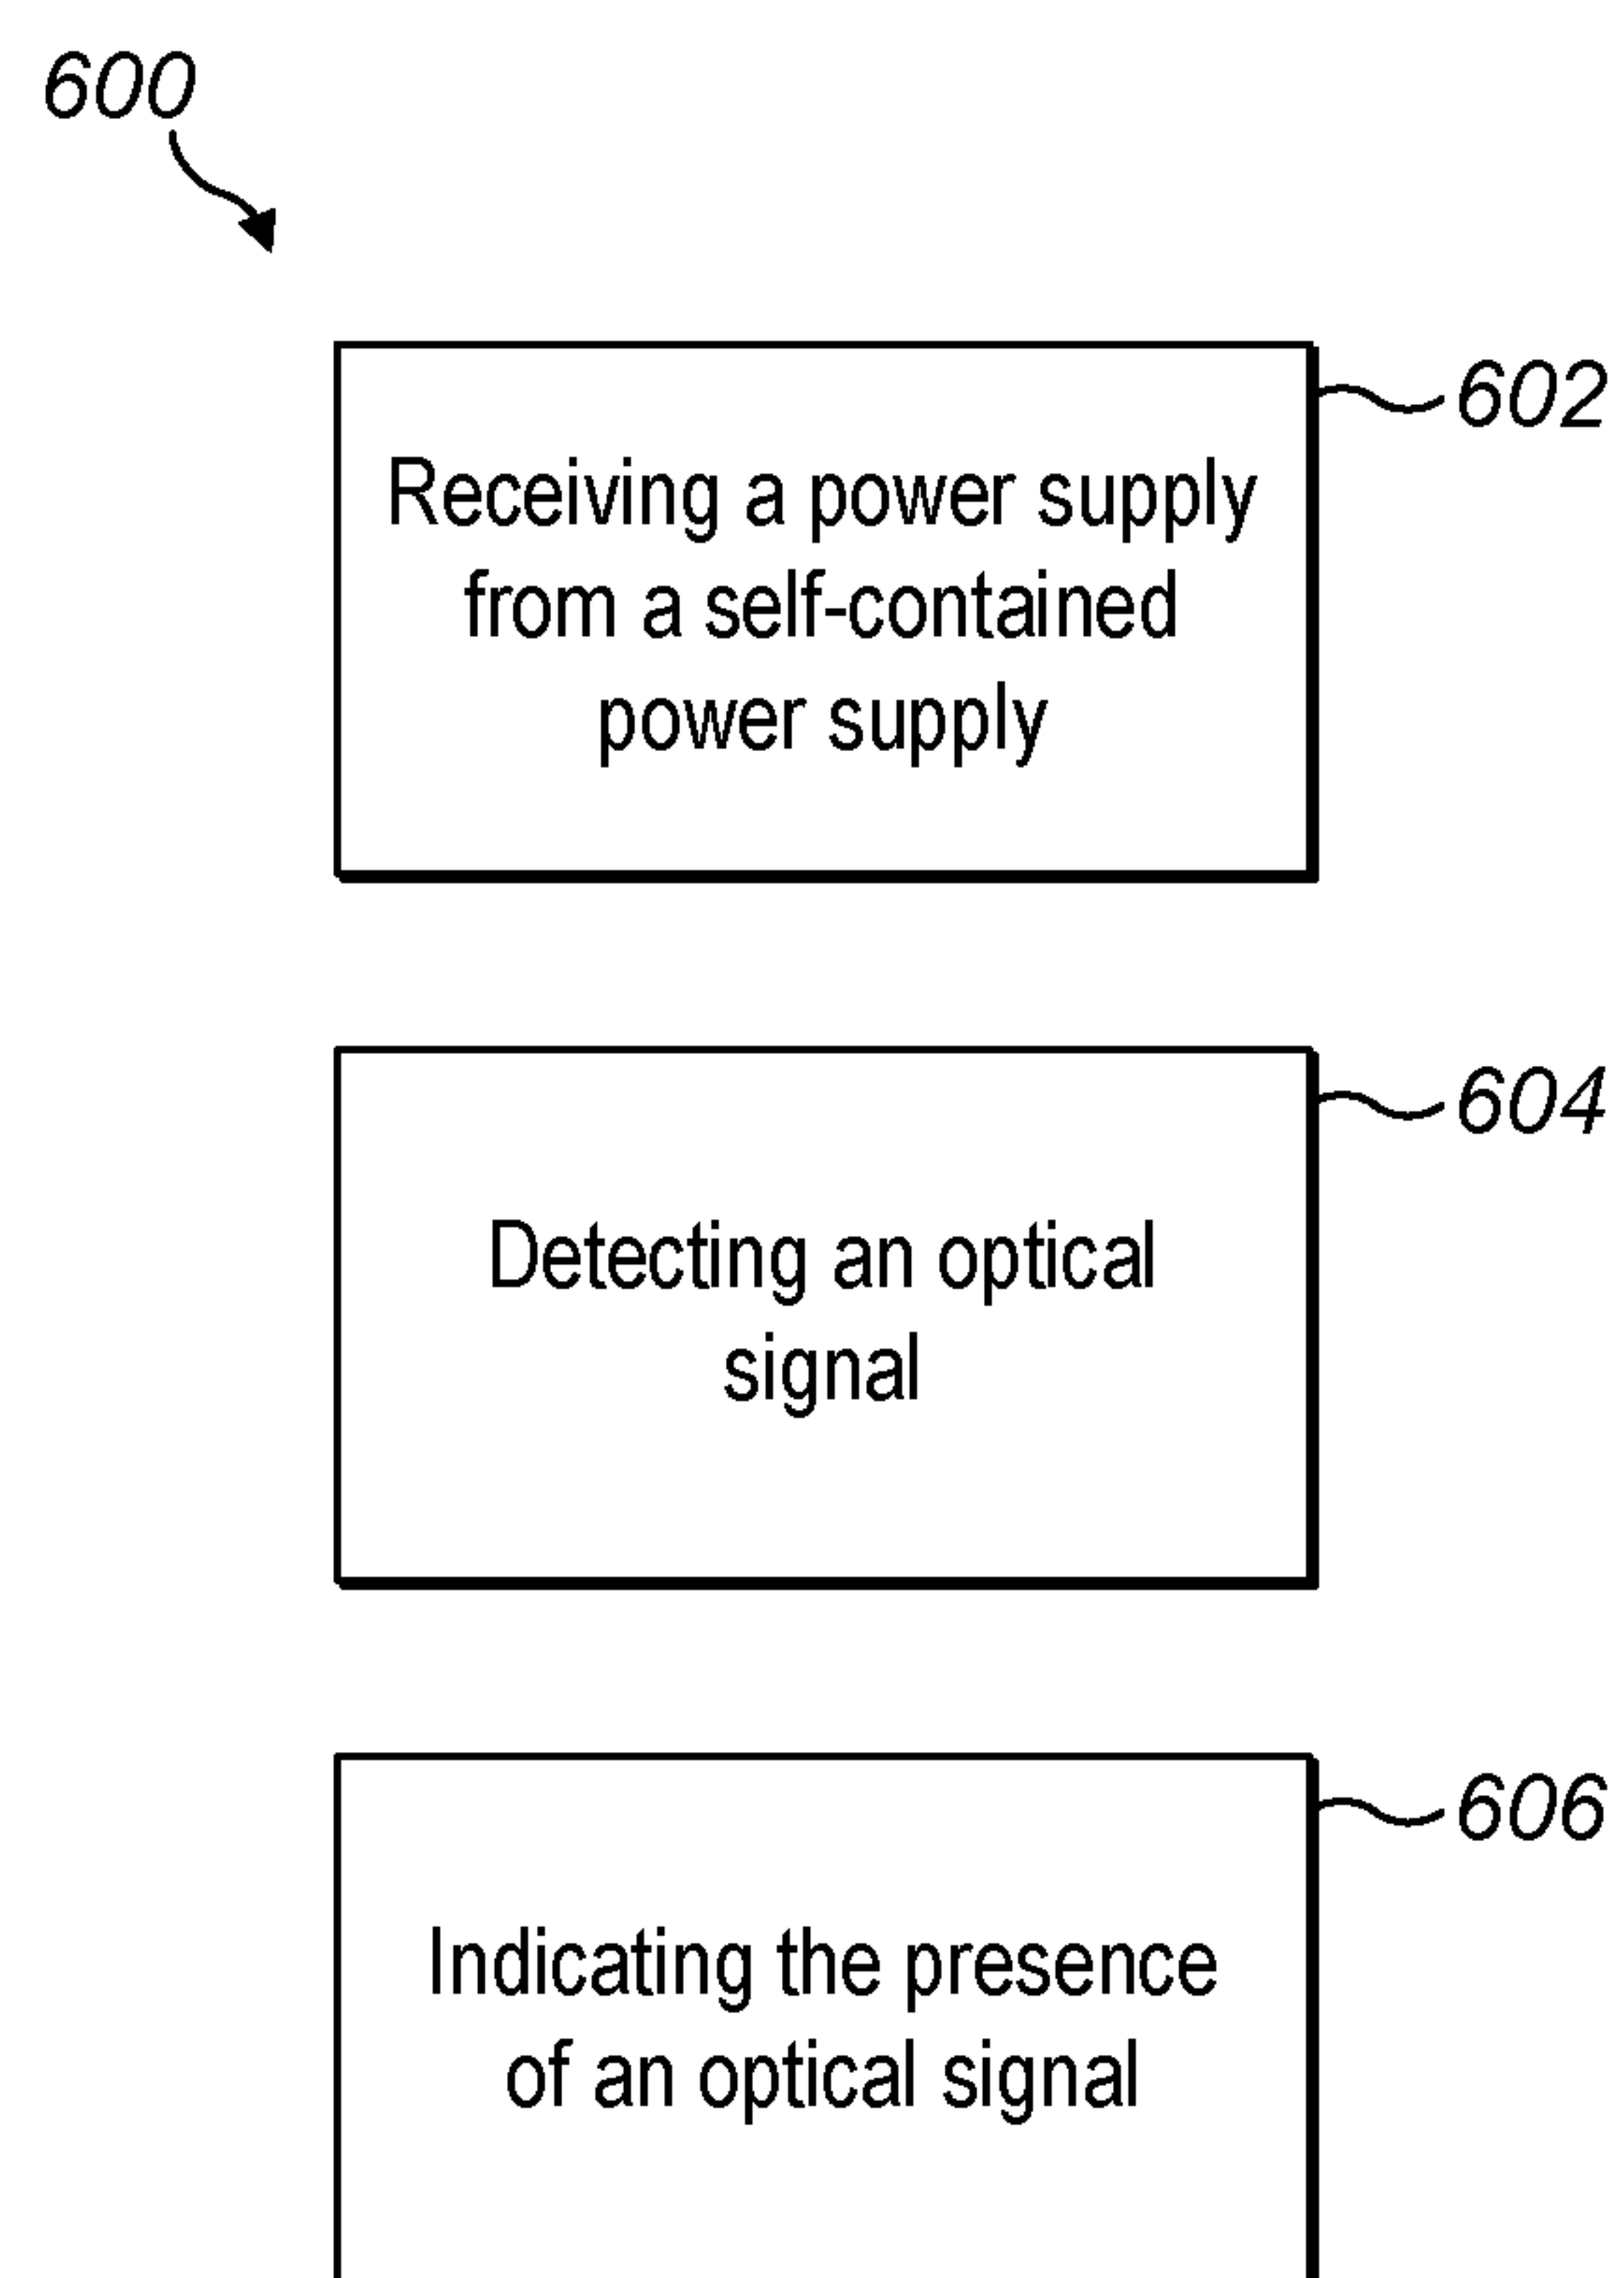 600
602
Receiving a power supply
from a self-contained
power supply
604
Detecting an optical
signal
606
Indicating the presence
of an optical signal